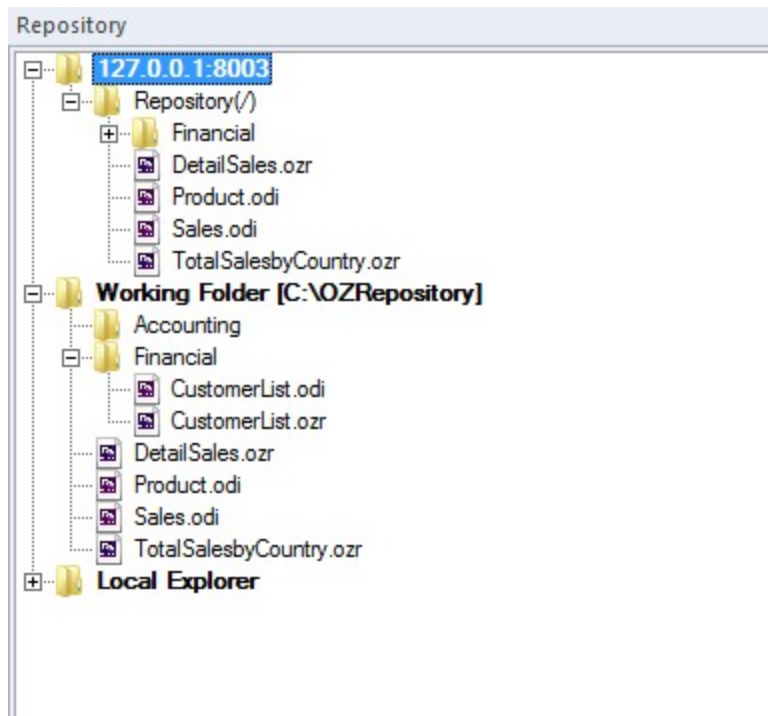 Repository
127.0.0.1:8003
Repository(/)
Financial
DetailSales.ozr
Product.odi
Sales.odi
TotalSalesbyCountry.ozr
Working Folder [C:\OZRepository]
Accounting
Financial
CustomerList.odi
CustomerList.ozr
DetailSales.ozr
Product.odi
Sales.odi
TotalSalesbyCountry.ozr
Local Explorer